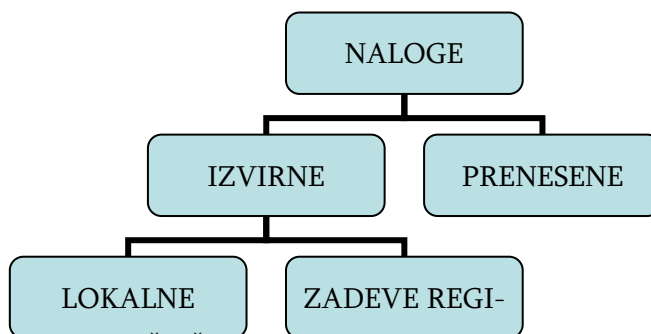 NALOGE
IZVIRNE
PRENESENE
LOKALNE
ZADEVE REGI-